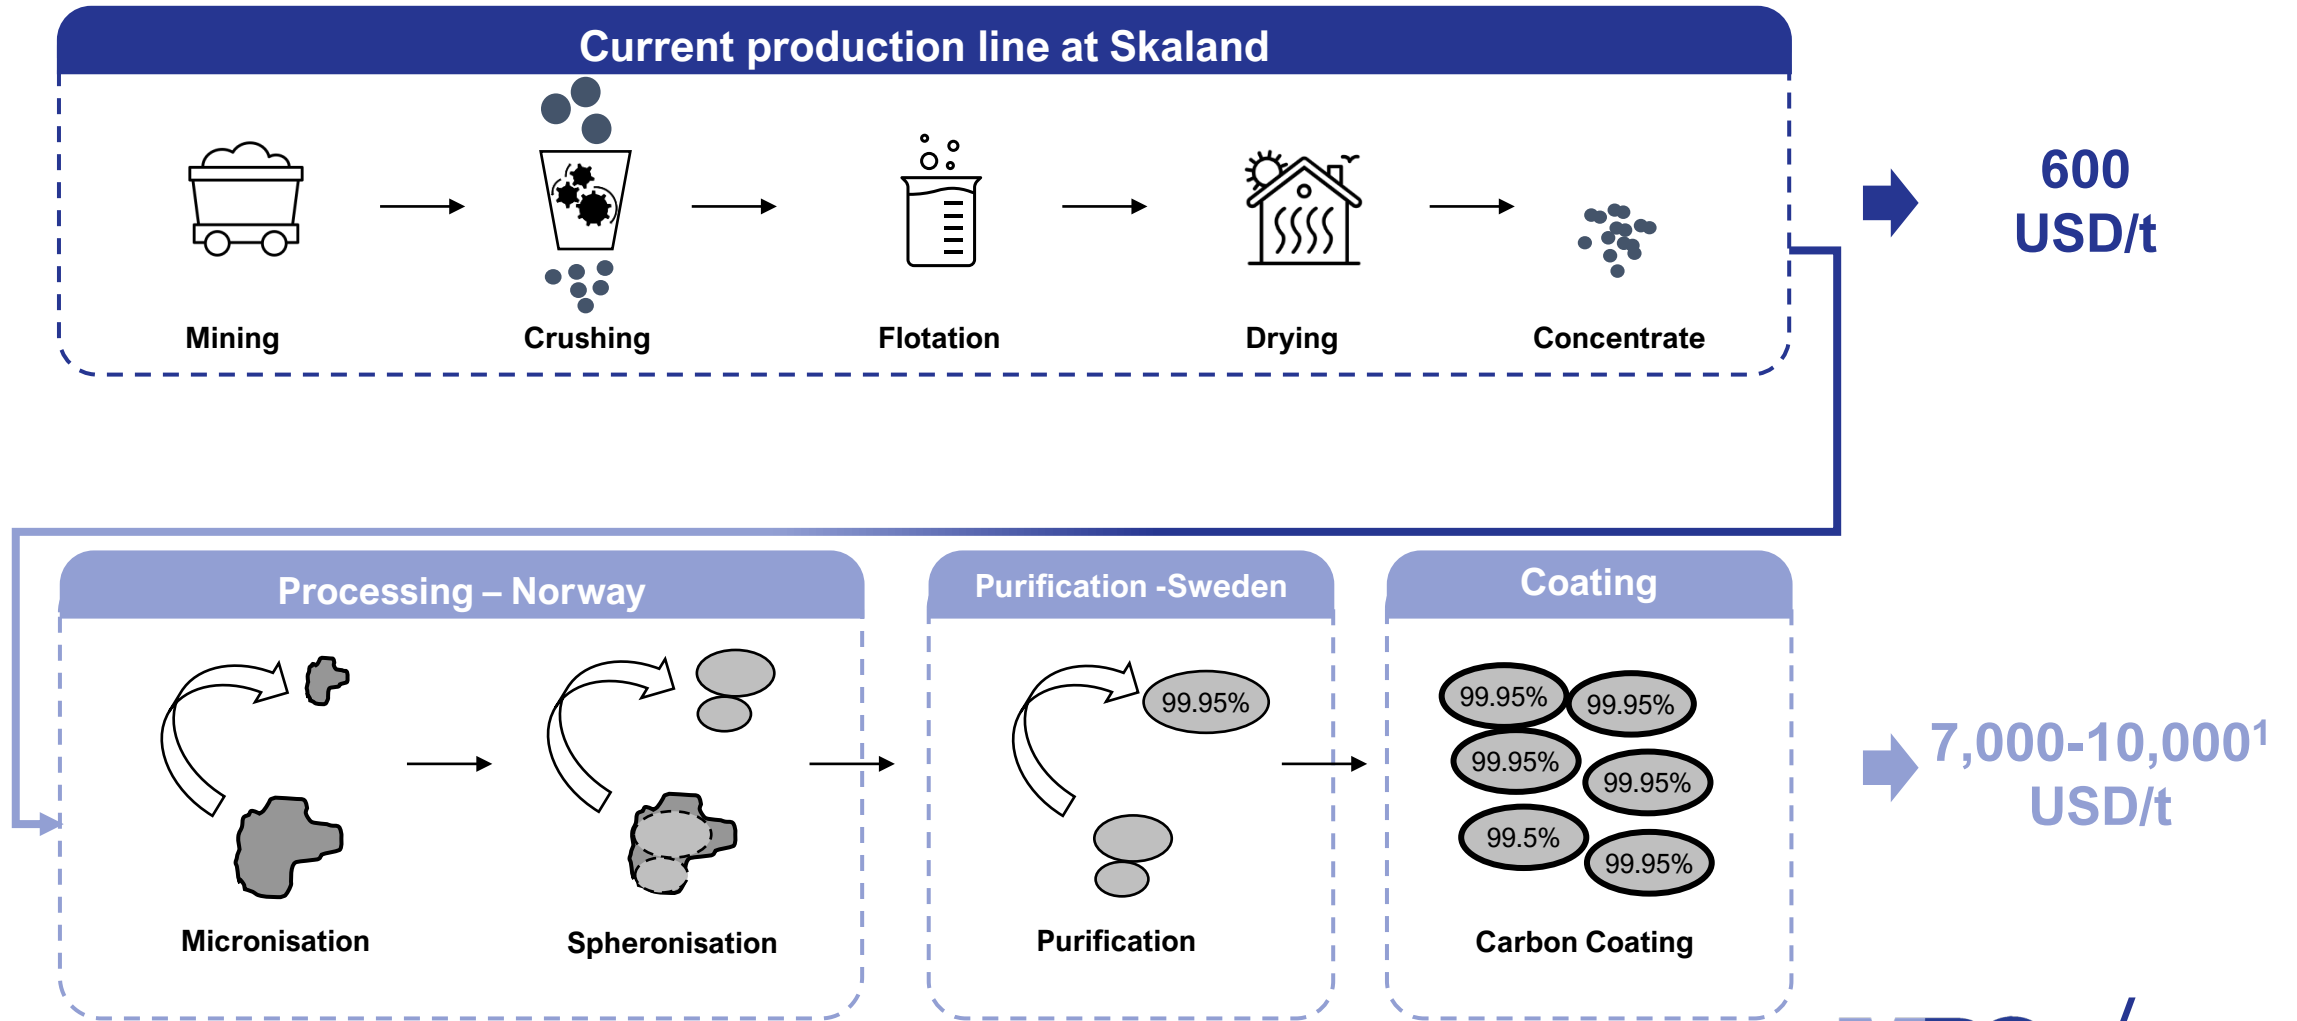 Current production line at Skaland
600
USD/t
Mining
Crushing
Flotation
Drying
Concentrate
Processing – Norway
Purification -Sweden
Coating
99.95%
99.95%
99.95%
99.95%
99.95%
99.5%
99.95%
7,000-10,000¹
USD/t
Micronisation
Spheronisation
Purification
Carbon Coating